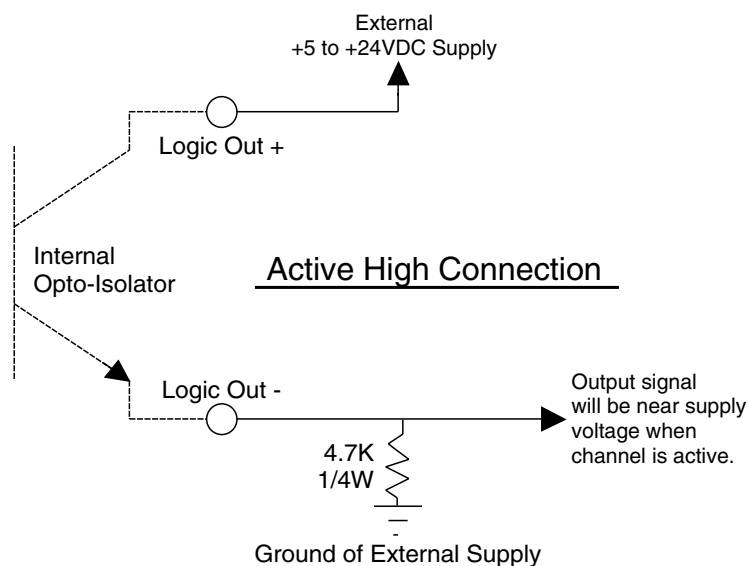 External
+5 to +24VDC Supply
Logic Out +
Internal
Opto-Isolator
Active High Connection
Logic Out -
Output signal
will be near supply
voltage when
channel is active.
4.7K
1/4W
Ground of External Supply